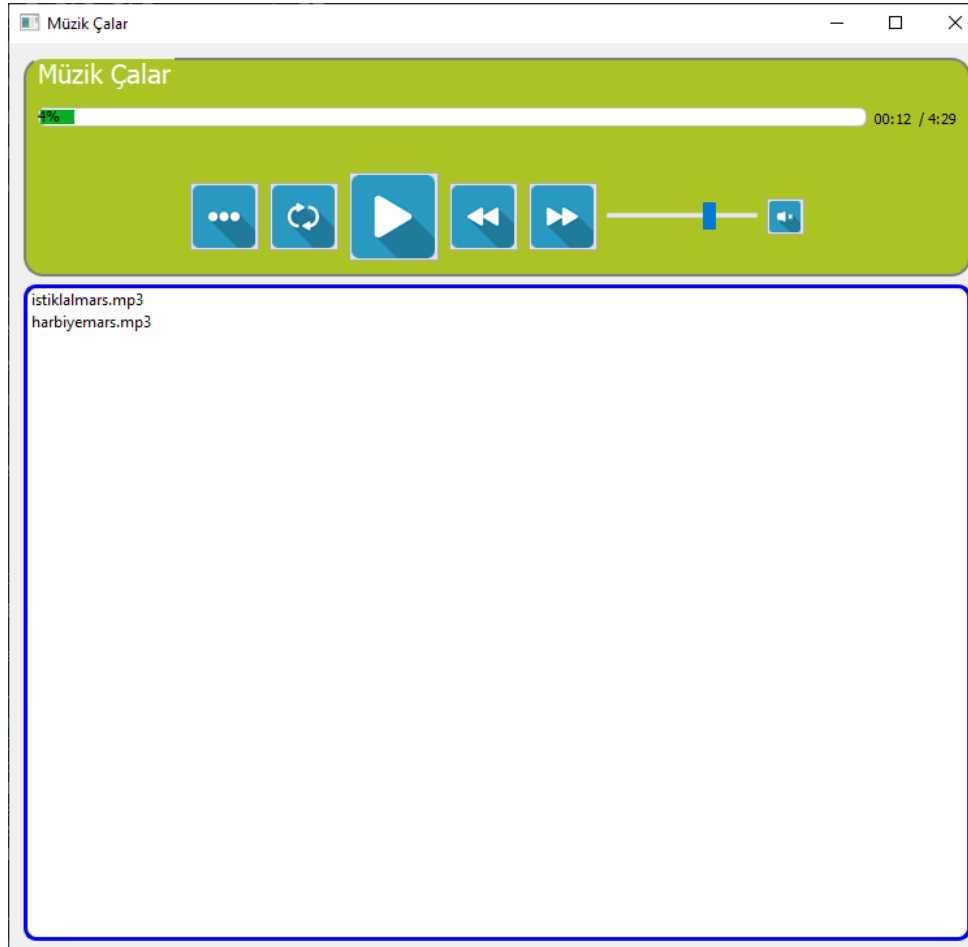 Müzik Çalar
Müzik Çalar
4%
00:12 / 4:29
istiklalmars.mp3
harbiyemars.mp3